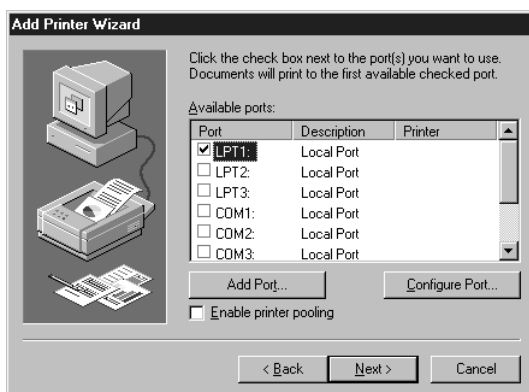 Add Printer Wizard
Click the check box next to the port(s) you want to use.
Documents will print to the first available checked port.
Available ports:
Port Description Printer
LPT1: Local Port
LPT2: Local Port
LPT3: Local Port
COM1: Local Port
COM2: Local Port
COM3: Local Port
Add Port... Configure Port...
Enable printer pooling
< Back Next > Cancel